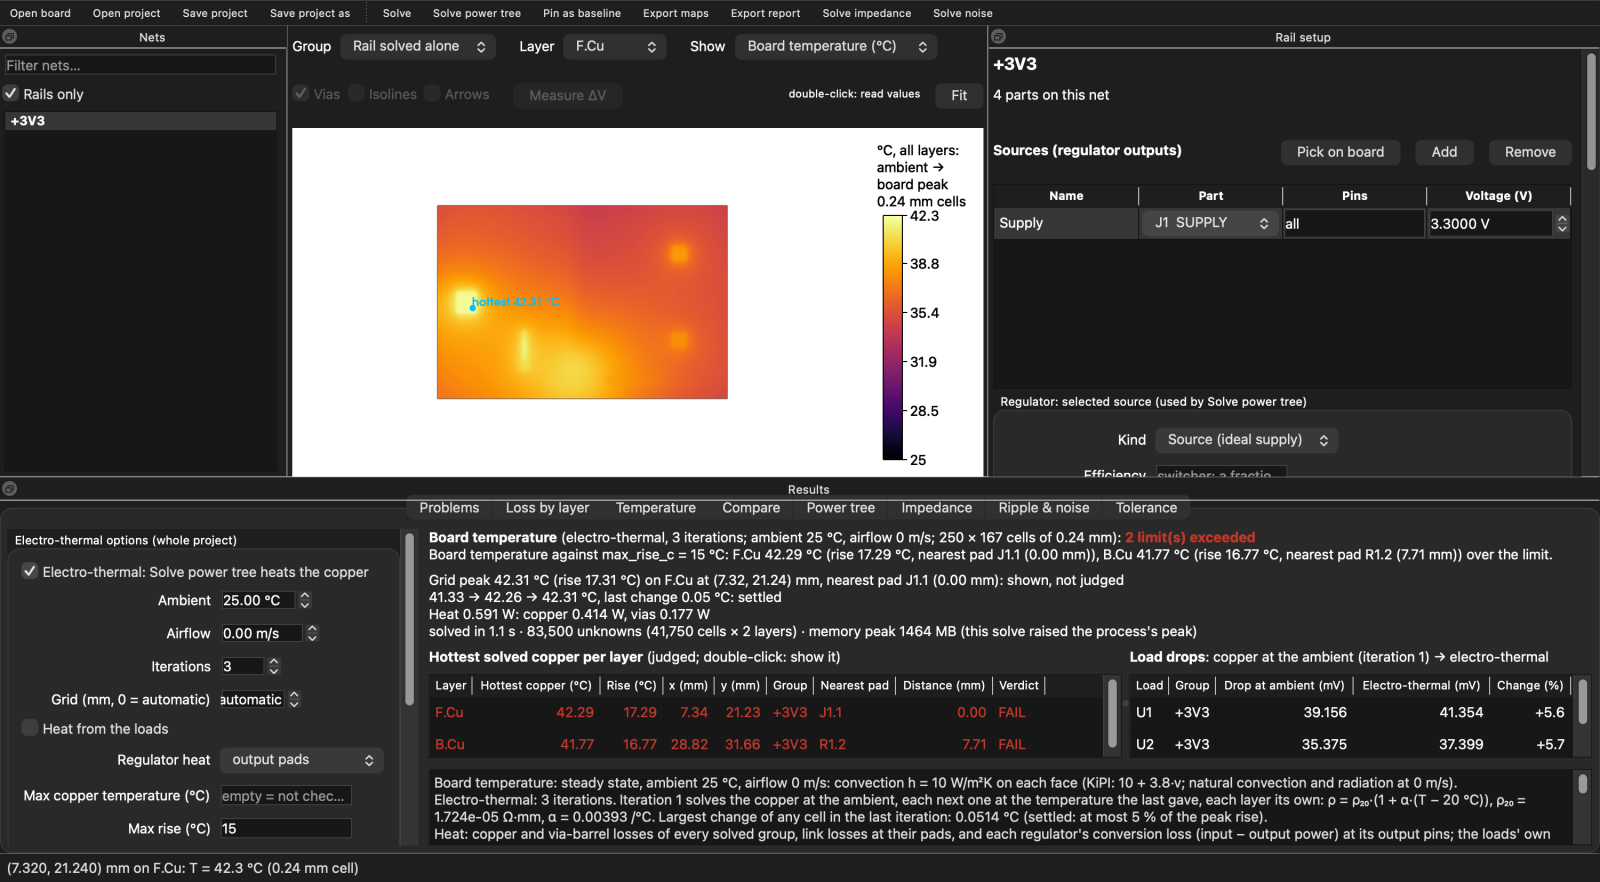 Open board Open project Save project Save project as Solve Solve power tree Pin as baseline Export maps Export report Solve impedance Solve noise
Nets
Filter nets...
Rails only
+3V3
Group Rail solved alone Layer F.Cu Show Board temperature (°C)
Vias Isolines Arrows Measure ΔV double-click: read values Fit
°C, all layers:
ambient →
board peak
0.24 mm cells
42.3
38.8
35.4
31.9
28.5
25
hottest 42.31 °C
Rail setup
+3V3
4 parts on this net
Sources (regulator outputs) Pick on board Add Remove
Name Part Pins Voltage (V)
Supply J1 SUPPLY all 3.3000 V
Regulator: selected source (used by Solve power tree)
Kind Source (ideal supply)
Efficiency switcher: a fractio...
Results
Problems Loss by layer Temperature Compare Power tree Impedance Ripple & noise Tolerance
Electro-thermal options (whole project)
Electro-thermal: Solve power tree heats the copper
Ambient 25.00 °C
Airflow 0.00 m/s
Iterations 3
Grid (mm, 0 = automatic) automatic
Heat from the loads
Regulator heat output pads
Max copper temperature (°C) empty = not chec...
Max rise (°C) 15
Board temperature (electro-thermal, 3 iterations; ambient 25 °C, airflow 0 m/s; 250 × 167 cells of 0.24 mm): 2 limit(s) exceeded
Board temperature against max_rise_c = 15 °C: F.Cu 42.29 °C (rise 17.29 °C, nearest pad J1.1 (0.00 mm)), B.Cu 41.77 °C (rise 16.77 °C, nearest pad R1.2 (7.71 mm)) over the limit.
Grid peak 42.31 °C (rise 17.31 °C) on F.Cu at (7.32, 21.24) mm, nearest pad J1.1 (0.00 mm): shown, not judged
41.33 → 42.26 → 42.31 °C, last change 0.05 °C: settled
Heat 0.591 W: copper 0.414 W, vias 0.177 W
solved in 1.1 s · 83,500 unknowns (41,750 cells × 2 layers) · memory peak 1464 MB (this solve raised the process's peak)
Hottest solved copper per layer (judged; double-click: show it)
Layer Hottest copper (°C) Rise (°C) x (mm) y (mm) Group Nearest pad Distance (mm) Verdict
F.Cu 42.29 17.29 7.34 21.23 +3V3 J1.1 0.00 FAIL
B.Cu 41.77 16.77 28.82 31.66 +3V3 R1.2 7.71 FAIL
Load drops: copper at the ambient (iteration 1) → electro-thermal
Load Group Drop at ambient (mV) Electro-thermal (mV) Change (%)
U1 +3V3 39.156 41.354 +5.6
U2 +3V3 35.375 37.399 +5.7
Board temperature: steady state, ambient 25 °C, airflow 0 m/s: convection h = 10 W/m²K on each face (KiPI: 10 + 3.8·v; natural convection and radiation at 0 m/s).
Electro-thermal: 3 iterations. Iteration 1 solves the copper at the ambient, each next one at the temperature the last gave, each layer its own: ρ = ρ₂₀·(1 + α·(T − 20 °C)), ρ₂₀ =
1.724e-05 Ω·mm, α = 0.00393 /°C. Largest change of any cell in the last iteration: 0.0514 °C (settled: at most 5 % of the peak rise).
Heat: copper and via-barrel losses of every solved group, link losses at their pads, and each regulator's conversion loss (input − output power) at its output pins; the loads' own
(7.320, 21.240) mm on F.Cu: T = 42.3 °C (0.24 mm cell)